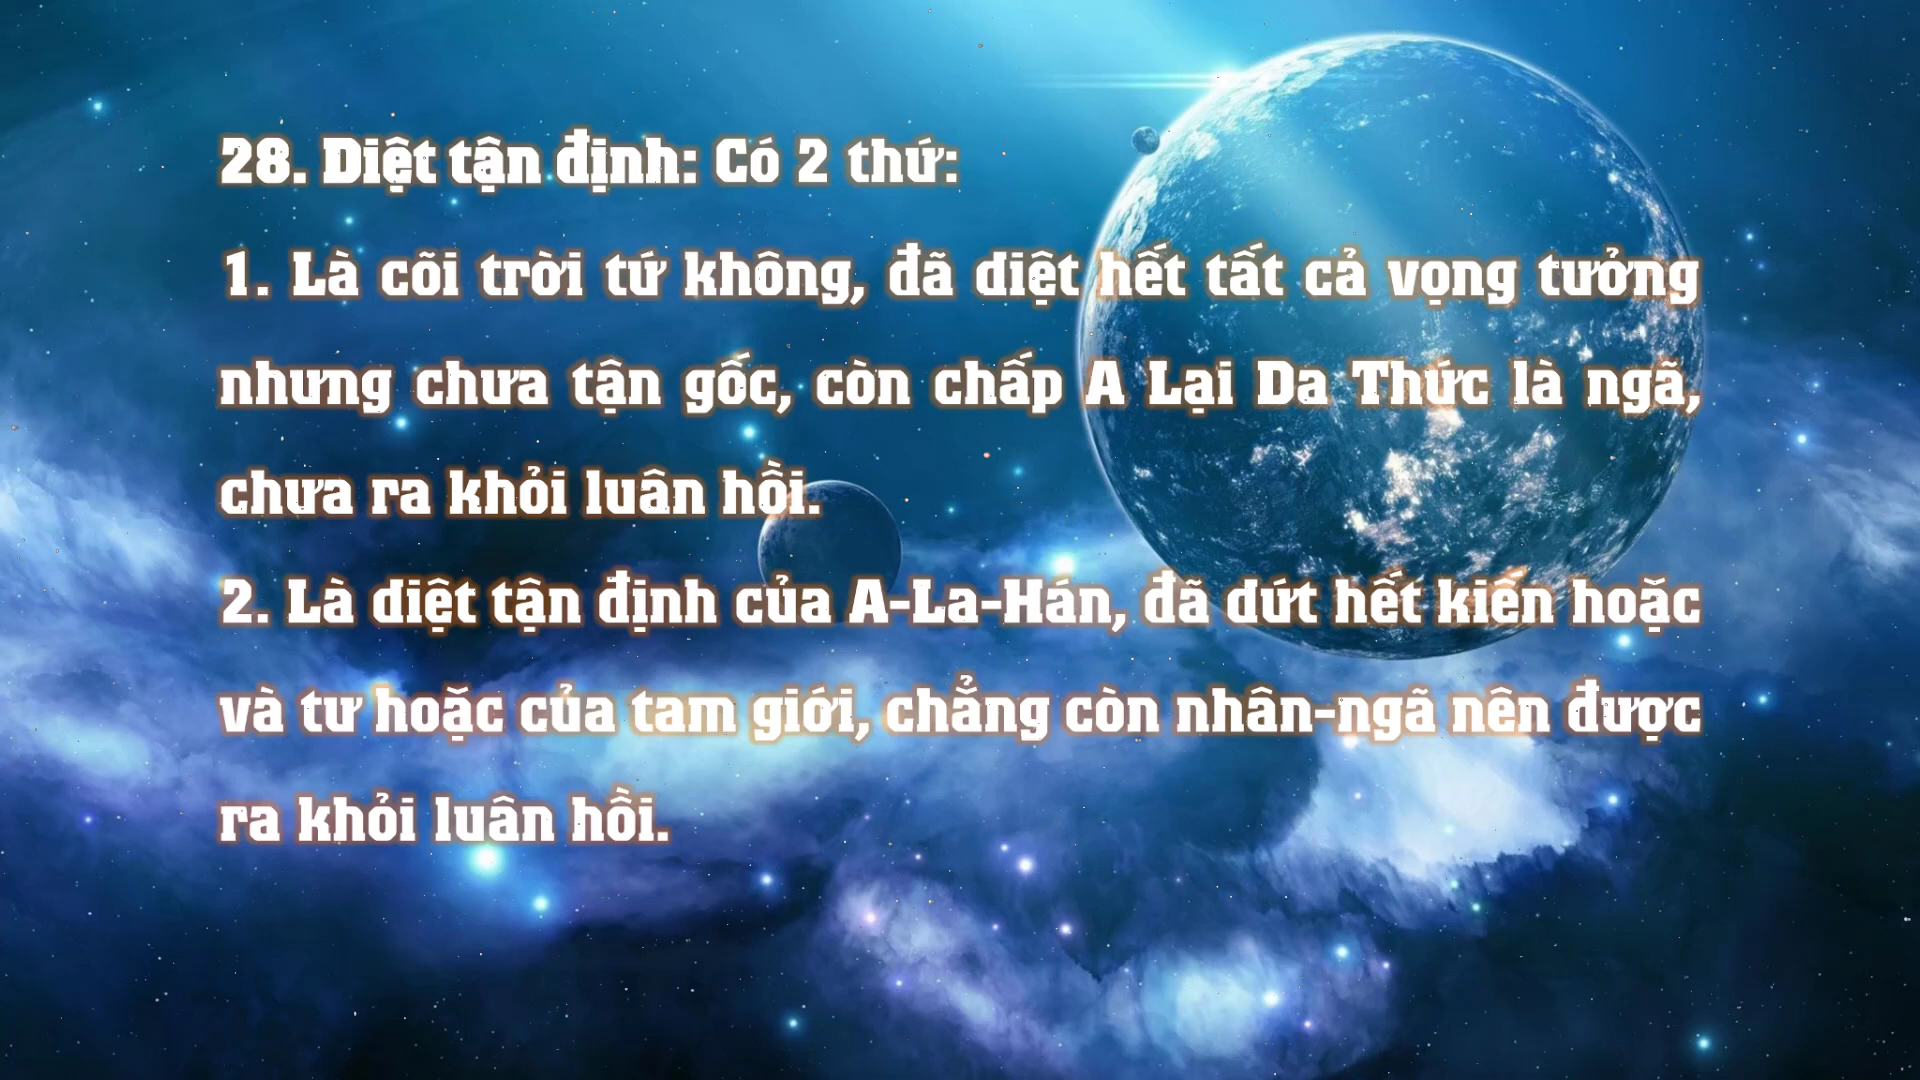 28. Diệt tận định: Có 2 thứ:
1. Là cõi trời tứ không, đã diệt hết tất cả vọng tưởng
nhưng chưa tận gốc, còn chấp A Lại Da Thức là ngã,
chưa ra khỏi luân hồi.
2. Là diệt tận định của A-La-Hán, đã dứt hết kiến hoặc
và tư hoặc của tam giới, chẳng còn nhân-ngã nên được
ra khỏi luân hồi.